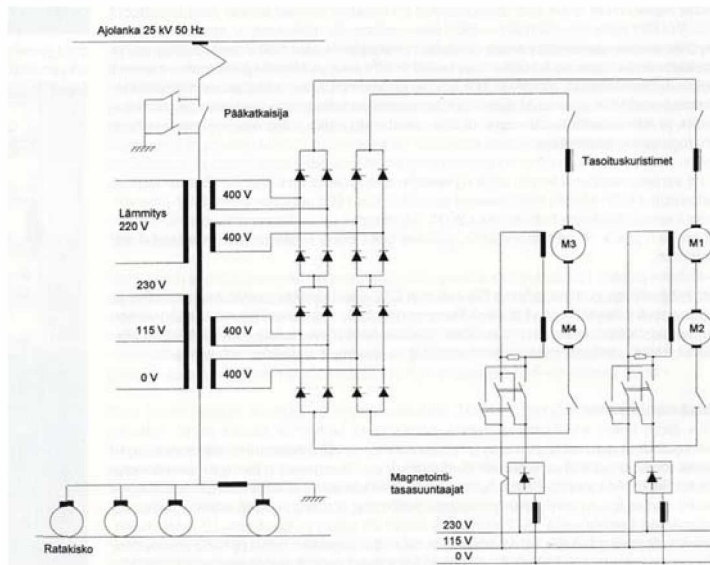 Ajolanka 25 kV 50 Hz
Pääkatkaisija
Tasoituskuristimet
400 V
Lämmitys
220 V
400 V
M3
M1
230 V
115 V
400 V
M4
M2
0 V
400 V
Magnetointi-
tasasuuntaajat
230 V
115 V
0 V
Ratakisko